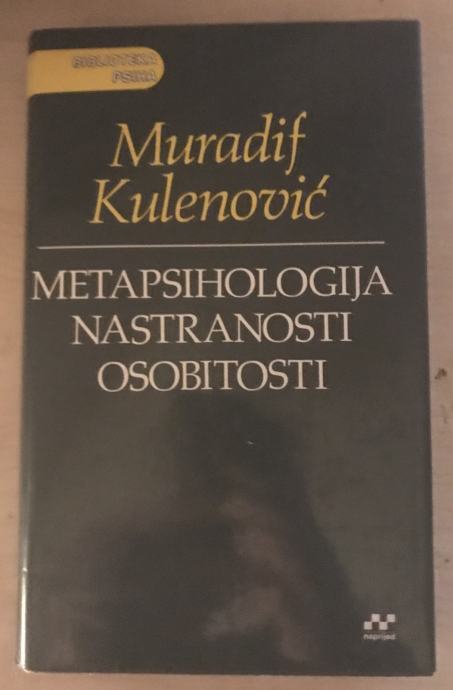 BIBLIOTEKA
PSIHA
Muradif
Kulenović
METAPSIHOLOGIJA
NASTRANOSTI
OSOBITOSTI
naprijed